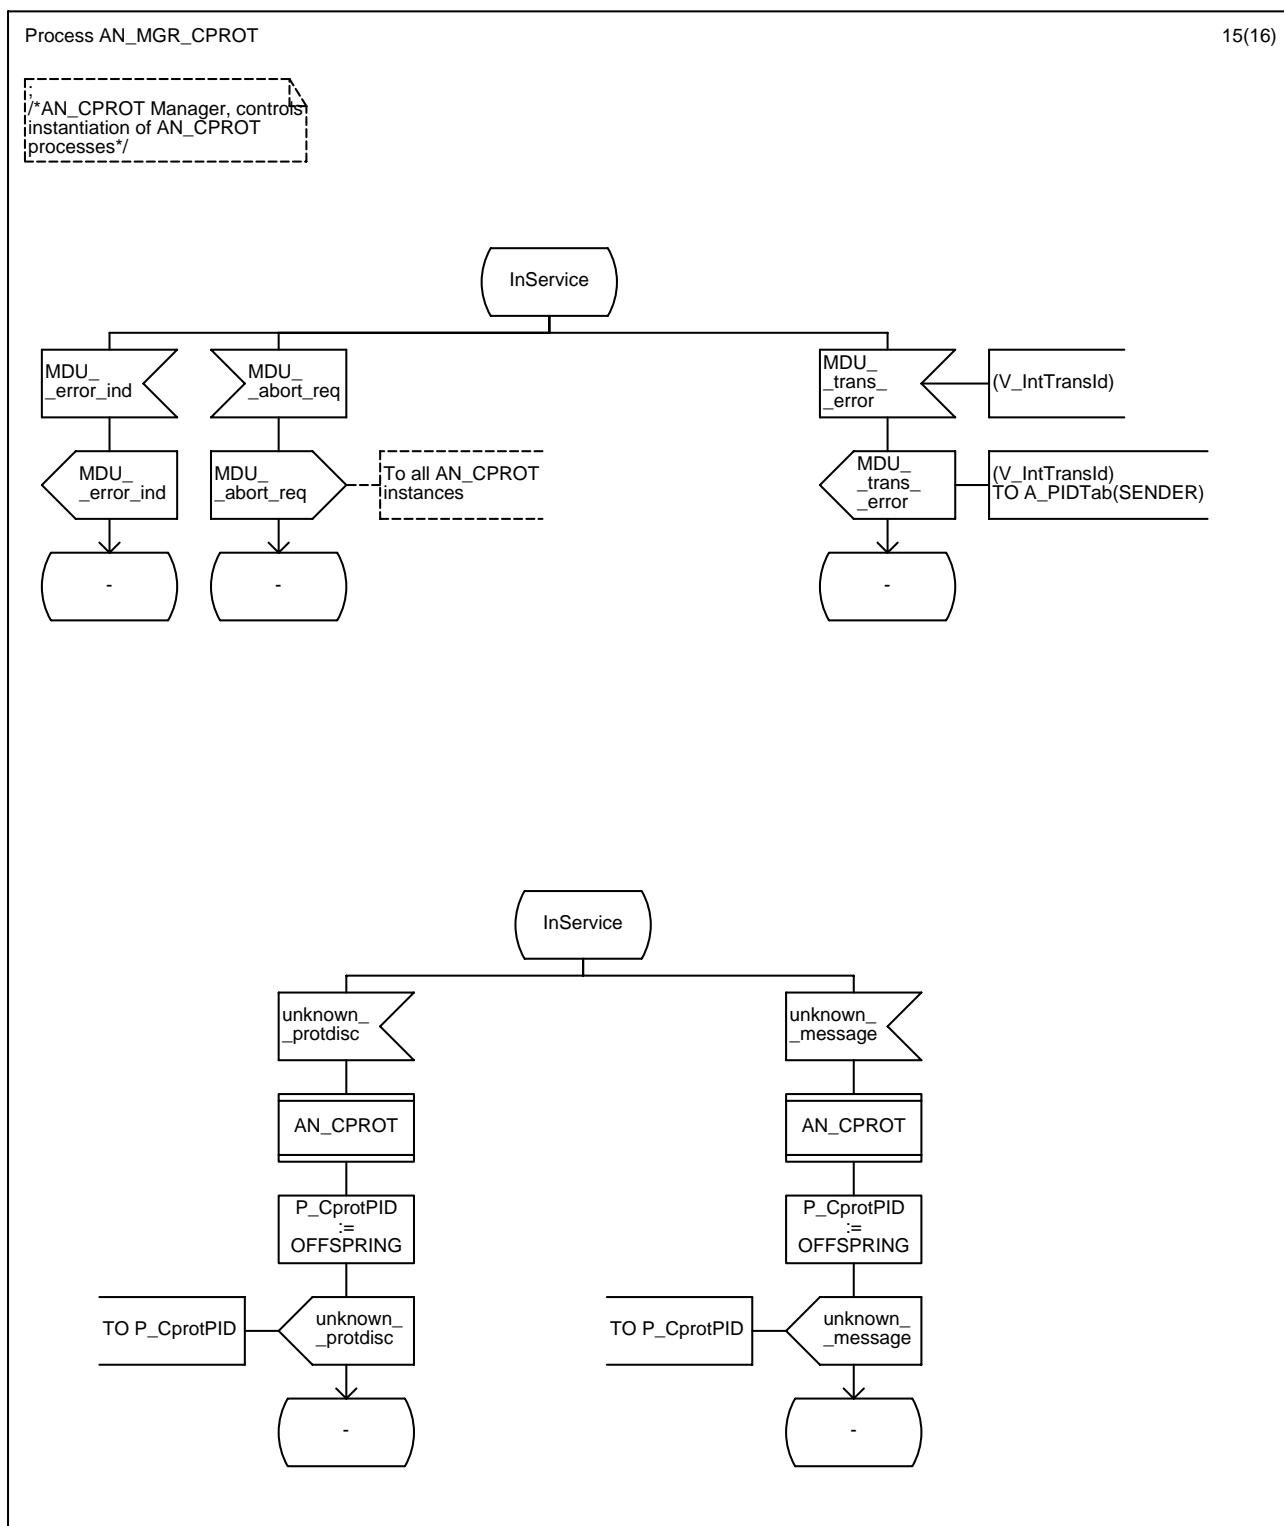 Process AN_MGR_CPROT
15(16)
;
/*AN_CPROT Manager, controls
instantiation of AN_CPROT
processes*/
InService
MDU_
_error_ind
MDU_
_abort_req
MDU_
_trans_
_error
(V_IntTransId)
MDU_
_error_ind
MDU_
_abort_req
To all AN_CPROT
instances
MDU_
_trans_
_error
(V_IntTransId)
TO A_PIDTab(SENDER)
-
-
-
InService
unknown_
_protdisc
unknown_
_message
AN_CPROT
AN_CPROT
P_CprotPID
:=
OFFSPRING
P_CprotPID
:=
OFFSPRING
TO P_CprotPID
unknown_
_protdisc
TO P_CprotPID
unknown_
_message
-
-